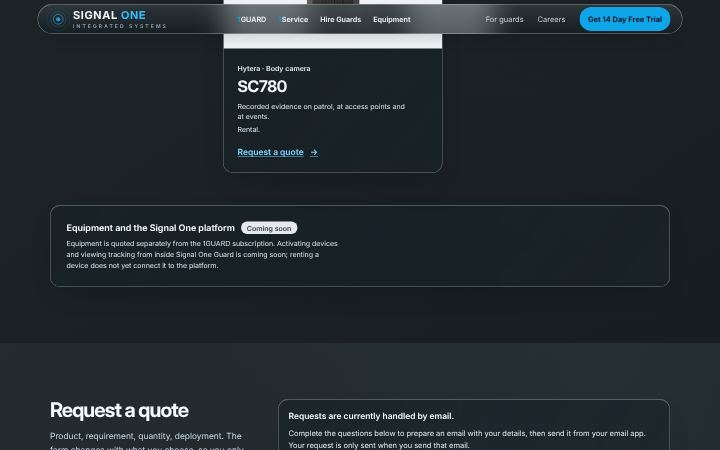 SIGNAL ONE
INTEGRATED SYSTEMS
1GUARD 1Service Hire Guards Equipment For guards Careers Get 14 Day Free Trial
Hytera · Body camera
SC780
Recorded evidence on patrol, at access points and
at events.
Rental.
Request a quote →
Equipment and the Signal One platform Coming soon
Equipment is quoted separately from the 1GUARD subscription. Activating devices
and viewing tracking from inside Signal One Guard is coming soon; renting a
device does not yet connect it to the platform.
Request a quote
Product, requirement, quantity, deployment. The
form changes with what you choose, so you only
Requests are currently handled by email.
Complete the questions below to prepare an email with your details, then send it from your email app.
Your request is only sent when you send that email.